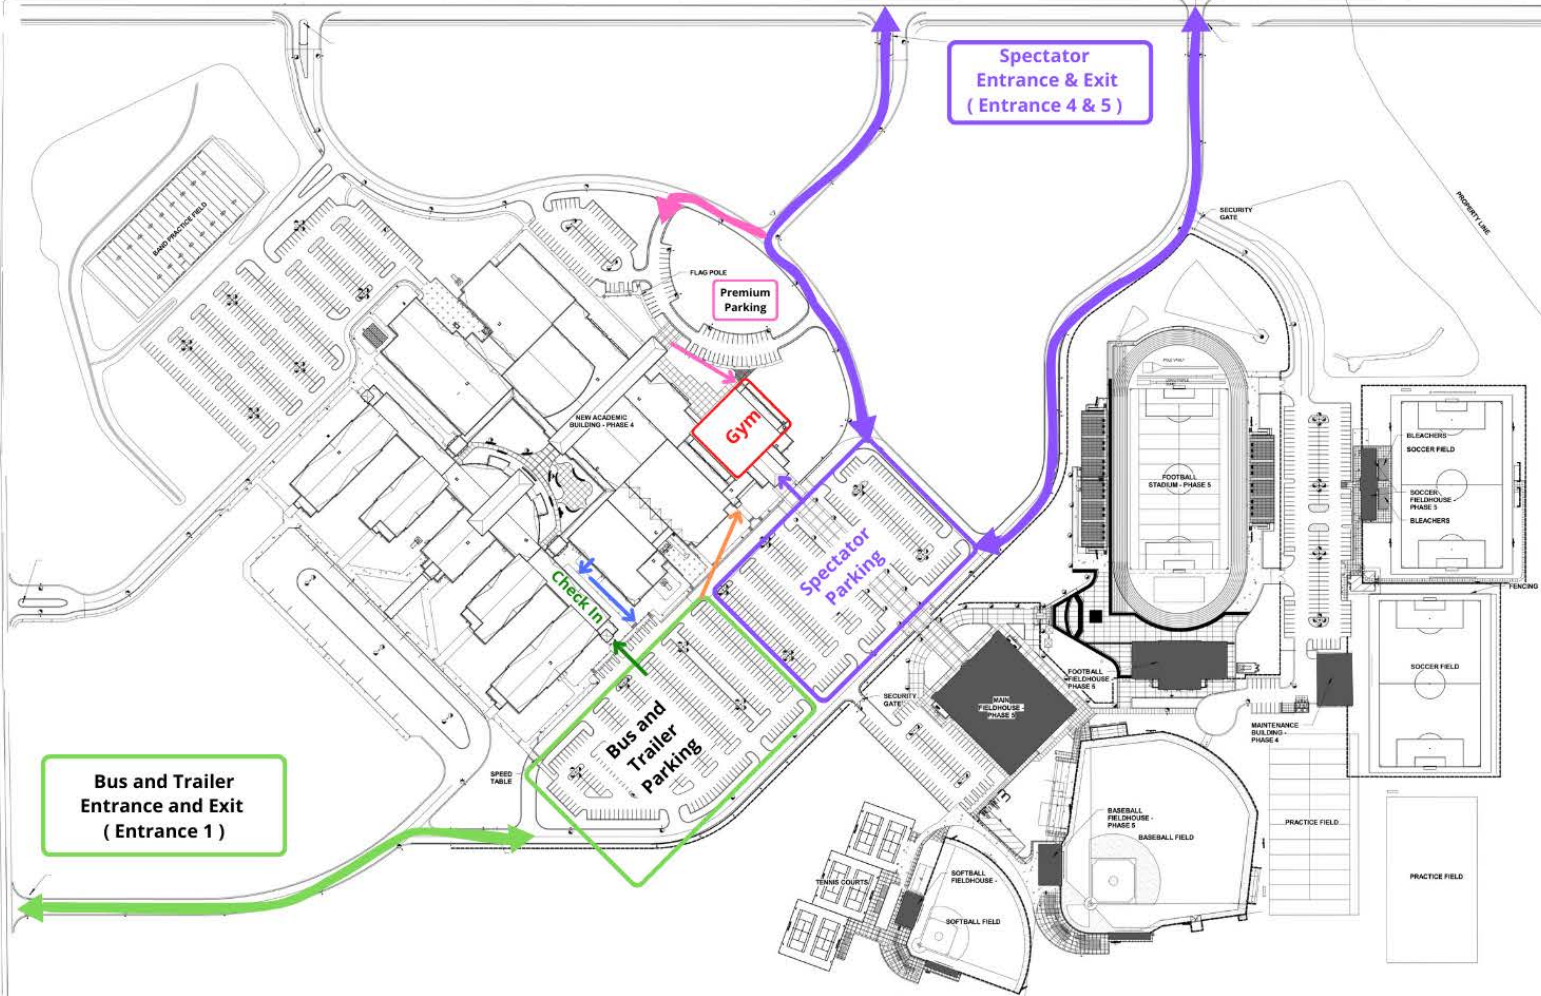 Spectator
Entrance & Exit
( Entrance 4 & 5 )
PROPERTY LINE
SECURITY
GATE
BAND PRACTICE FIELD
FLAG POLE
Premium
Parking
POLE VAULT
NEW ACADEMIC
BUILDING - PHASE 4
Gym
BLEACHERS
SOCCER FIELD
FOOTBALL
STADIUM - PHASE 5
SOCCER
FIELDHOUSE -
PHASE 5
BLEACHERS
Spectator
Parking
Check In
FENCING
FOOTBALL
FIELDHOUSE
PHASE 5
SOCCER FIELD
SECURITY
GATE
MAIN
FIELDHOUSE -
PHASE 5
MAINTENANCE
BUILDING -
PHASE 4
Bus and
Trailer
Parking
SPEED
TABLE
Bus and Trailer
Entrance and Exit
( Entrance 1 )
BASEBALL
FIELDHOUSE -
PHASE 5
BASEBALL FIELD
PRACTICE FIELD
PRACTICE FIELD
TENNIS COURTS
SOFTBALL
FIELDHOUSE -
SOFTBALL FIELD